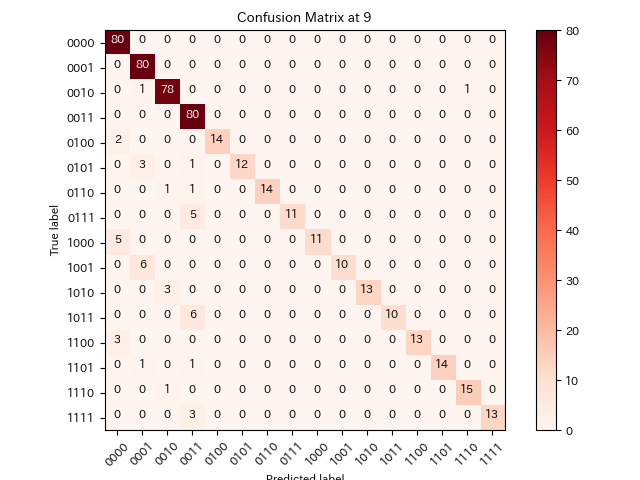 Confusion Matrix at 9
0000 80 0 0 0 0 0 0 0 0 0 0 0 0 0 0 0
0001 0 80 0 0 0 0 0 0 0 0 0 0 0 0 0 0
0010 0 1 78 0 0 0 0 0 0 0 0 0 0 0 1 0
0011 0 0 0 80 0 0 0 0 0 0 0 0 0 0 0 0
0100 2 0 0 0 14 0 0 0 0 0 0 0 0 0 0 0
0101 0 3 0 1 0 12 0 0 0 0 0 0 0 0 0 0
0110 0 0 1 1 0 0 14 0 0 0 0 0 0 0 0 0
0111 0 0 0 5 0 0 0 11 0 0 0 0 0 0 0 0
1000 5 0 0 0 0 0 0 0 11 0 0 0 0 0 0 0
1001 0 6 0 0 0 0 0 0 0 10 0 0 0 0 0 0
1010 0 0 3 0 0 0 0 0 0 0 13 0 0 0 0 0
1011 0 0 0 6 0 0 0 0 0 0 0 10 0 0 0 0
1100 3 0 0 0 0 0 0 0 0 0 0 0 13 0 0 0
1101 0 1 0 1 0 0 0 0 0 0 0 0 0 14 0 0
1110 0 0 1 0 0 0 0 0 0 0 0 0 0 0 15 0
1111 0 0 0 3 0 0 0 0 0 0 0 0 0 0 0 13
0000 0001 0010 0011 0100 0101 0110 0111 1000 1001 1010 1011 1100 1101 1110 1111
True label
Predicted label
80
70
60
50
40
30
20
10
0